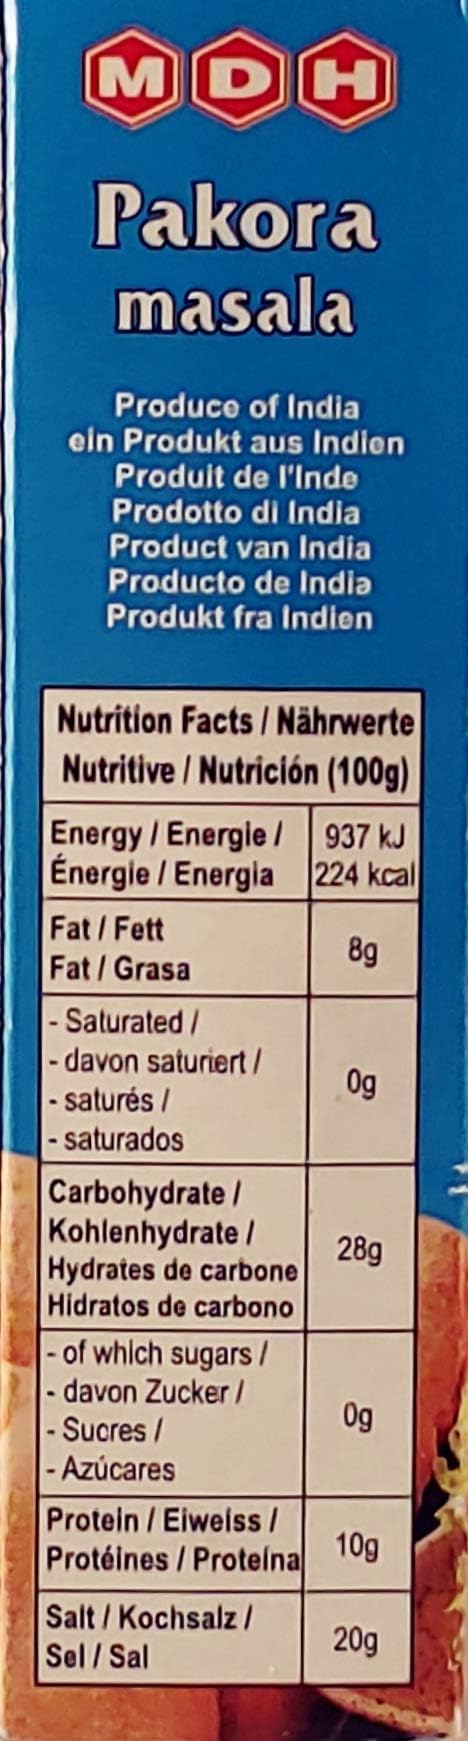 MDH
Pakora
masala
Produce of India
ein Produkt aus Indien
Produit de l'Inde
Prodotto di India
Product van India
Producto de India
Produkt fra Indien
Nutrition Facts / Nährwerte
Nutritive / Nutrición (100g)
Energy / Energie / 937 kJ
Énergie / Energia 224 kcal
Fat / Fett
Fat / Grasa
8g
- Saturated /
- davon saturiert /
- saturés /
- saturados
0g
Carbohydrate /
Kohlenhydrate /
Hydrates de carbone
Hidratos de carbono
28g
- of which sugars /
- davon Zucker /
- Sucres /
- Azúcares
0g
Protein / Eiweiss /
Protéines / Proteína
10g
Salt / Kochsalz /
Sel / Sal
20g